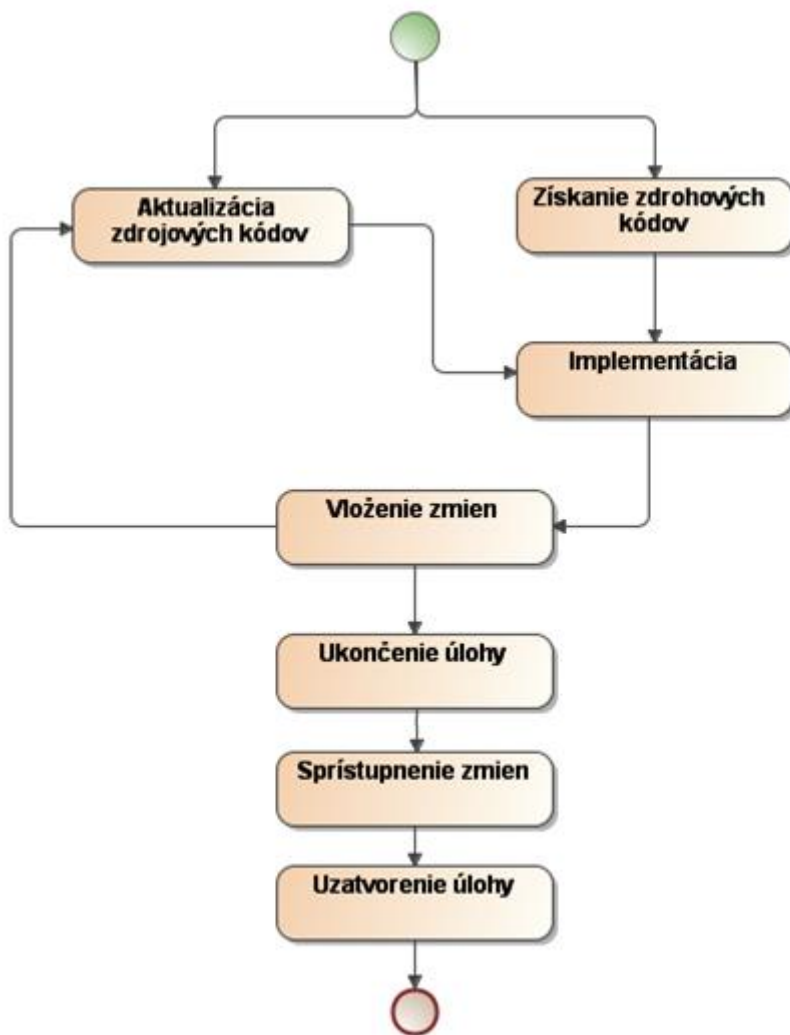 Aktualizácia
zdrojových kódov
Získanie zdrohových
kódov
Implementácia
Vloženie zmien
Ukončenie úlohy
Sprístupnenie zmien
Uzatvorenie úlohy